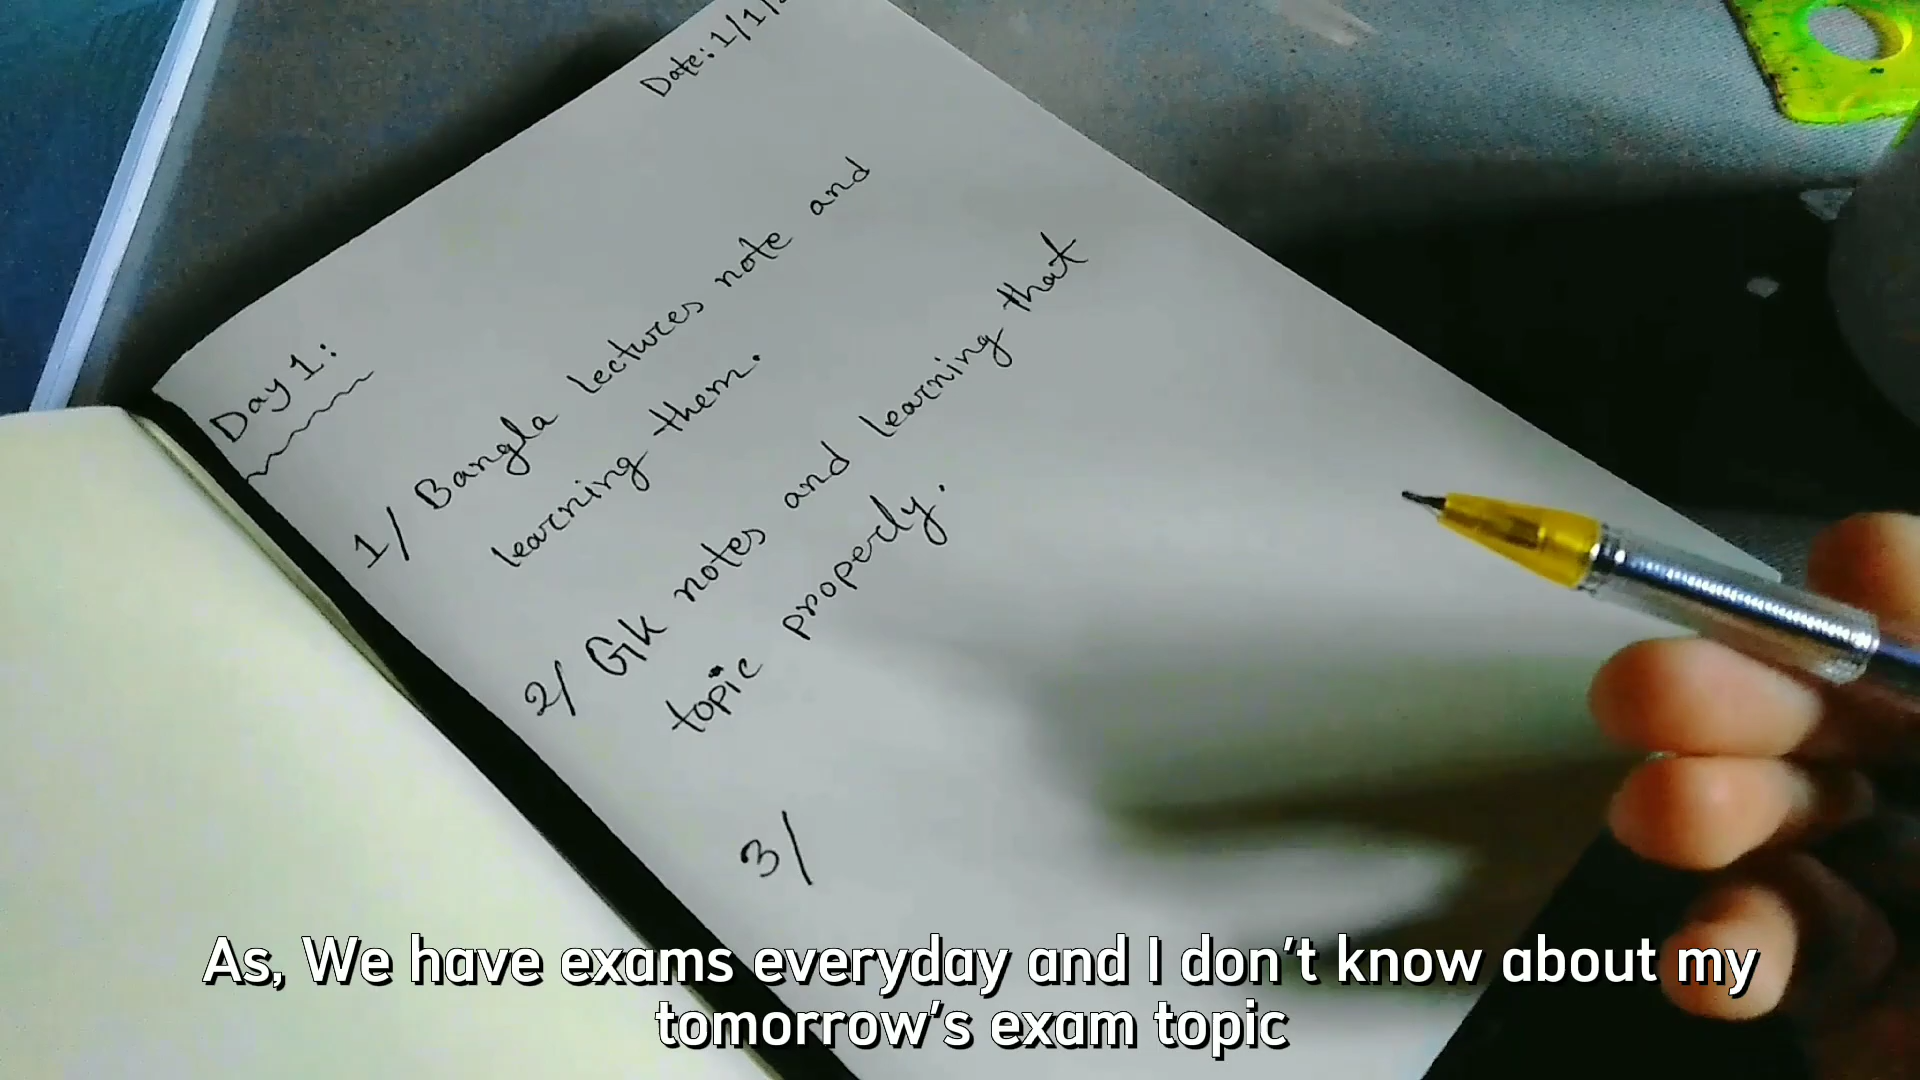 Date: 1/1/
Day 1:
1/ Bangla lectures note and
learning them.
2/ Gk notes and learning that
topic properly.
3/
As, We have exams everyday and I don't know about my
tomorrow's exam topic